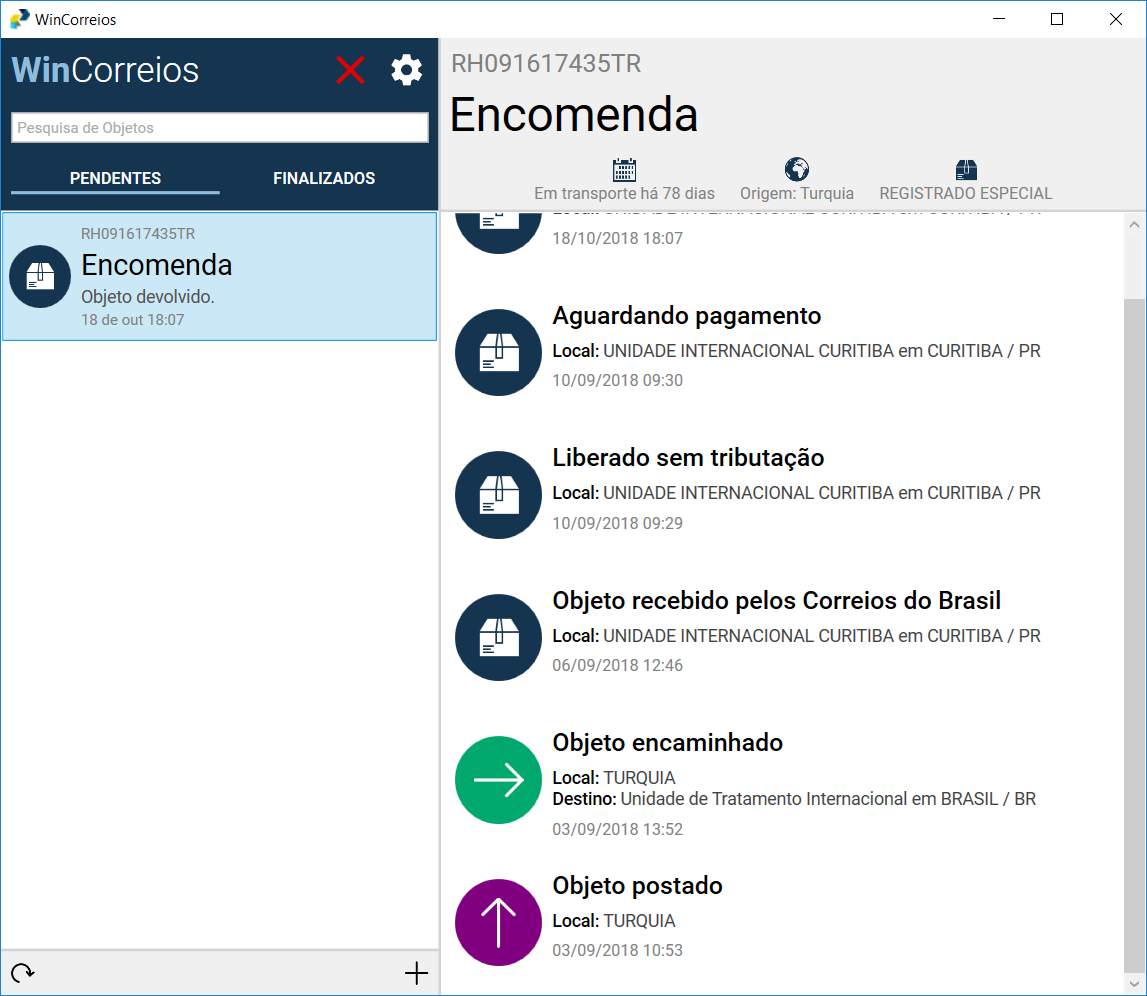 WinCorreios
WinCorreios
Pesquisa de Objetos
PENDENTES
FINALIZADOS
RH091617435TR
Encomenda
Objeto devolvido.
18 de out 18:07
RH091617435TR
Encomenda
Em transporte há 78 dias
Origem: Turquia
REGISTRADO ESPECIAL
18/10/2018 18:07
Aguardando pagamento
Local: UNIDADE INTERNACIONAL CURITIBA em CURITIBA / PR
10/09/2018 09:30
Liberado sem tributação
Local: UNIDADE INTERNACIONAL CURITIBA em CURITIBA / PR
10/09/2018 09:29
Objeto recebido pelos Correios do Brasil
Local: UNIDADE INTERNACIONAL CURITIBA em CURITIBA / PR
06/09/2018 12:46
Objeto encaminhado
Local: TURQUIA
Destino: Unidade de Tratamento Internacional em BRASIL / BR
03/09/2018 13:52
Objeto postado
Local: TURQUIA
03/09/2018 10:53